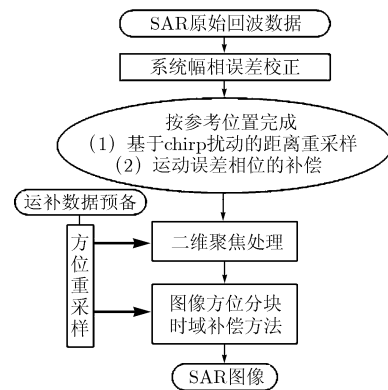 SAR原始回波数据
系统幅相误差校正
按参考位置完成
(1) 基于chirp扰动的距离重采样
(2) 运动误差相位的补偿
运补数据预备
方位重采样
二维聚焦处理
图像方位分块
时域补偿方法
SAR图像